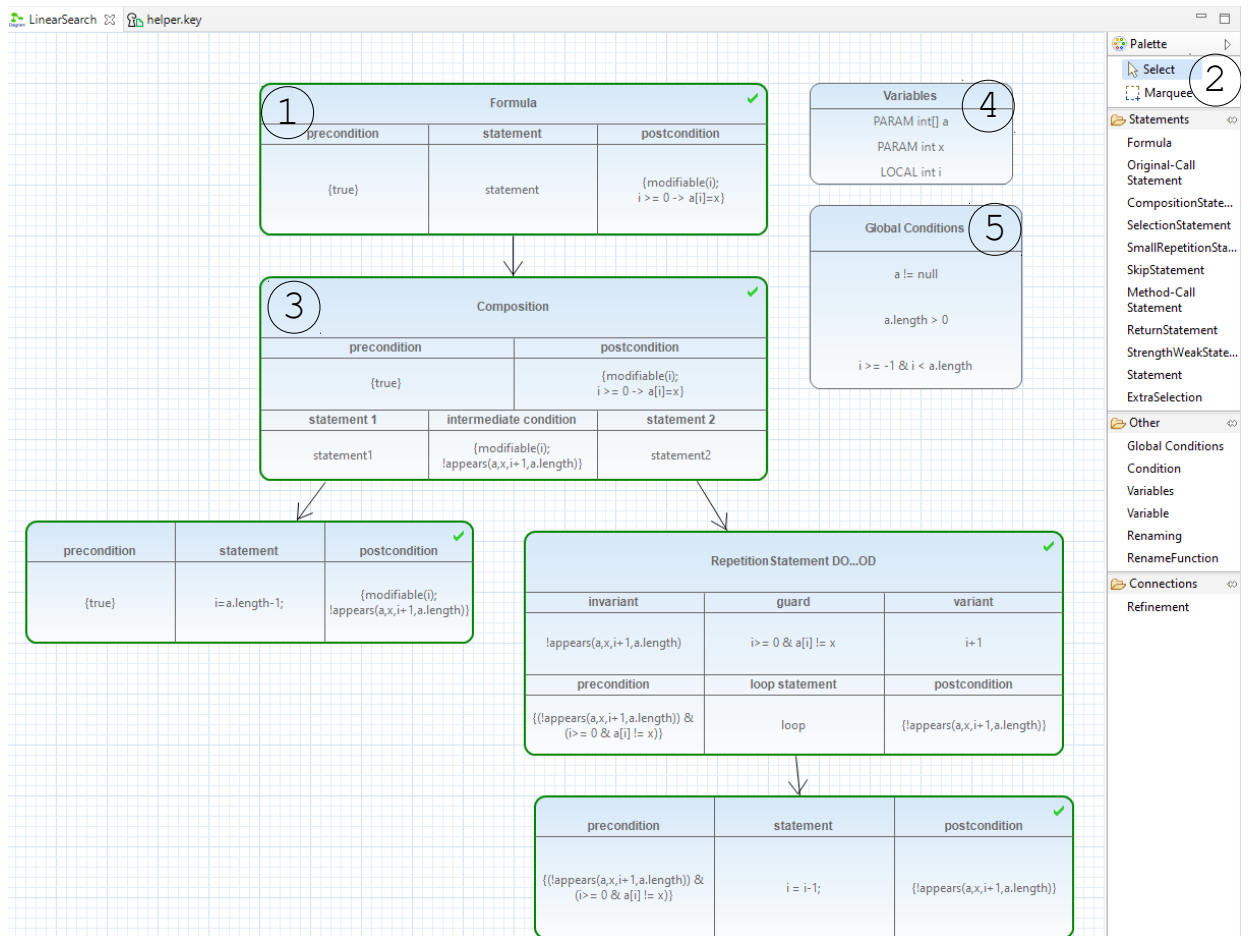 LinearSearch
helper.key
Diagram
Formula
1
precondition
statement
postcondition
{true}
statement
{modifiable(i);
i >= 0 -> a[i]=x}
Variables
4
PARAM int[] a
PARAM int x
LOCAL int i
Global Conditions
5
a != null
a.length > 0
i >= -1 & i < a.length
Composition
3
precondition
postcondition
{true}
{modifiable(i);
i >= 0 -> a[i]=x}
statement 1
intermediate condition
statement 2
statement1
{modifiable(i);
!appears(a,x,i+1,a.length)}
statement2
precondition
statement
postcondition
{true}
i=a.length-1;
{modifiable(i);
!appears(a,x,i+1,a.length)}
Repetition Statement DO...OD
invariant
guard
variant
!appears(a,x,i+1,a.length)
i>= 0 & a[i] != x
i+1
precondition
loop statement
postcondition
{(!appears(a,x,i+1,a.length)) &
(i>= 0 & a[i] != x)}
loop
{!appears(a,x,i+1,a.length)}
precondition
statement
postcondition
{(!appears(a,x,i+1,a.length)) &
(i>= 0 & a[i] != x)}
i = i-1;
{!appears(a,x,i+1,a.length)}
Palette
Select
2
Marquee
Statements
Formula
Original-Call
Statement
CompositionState...
SelectionStatement
SmallRepetitionSta...
SkipStatement
Method-Call
Statement
ReturnStatement
StrengthWeakState...
Statement
ExtraSelection
Other
Global Conditions
Condition
Variables
Variable
Renaming
RenameFunction
Connections
Refinement